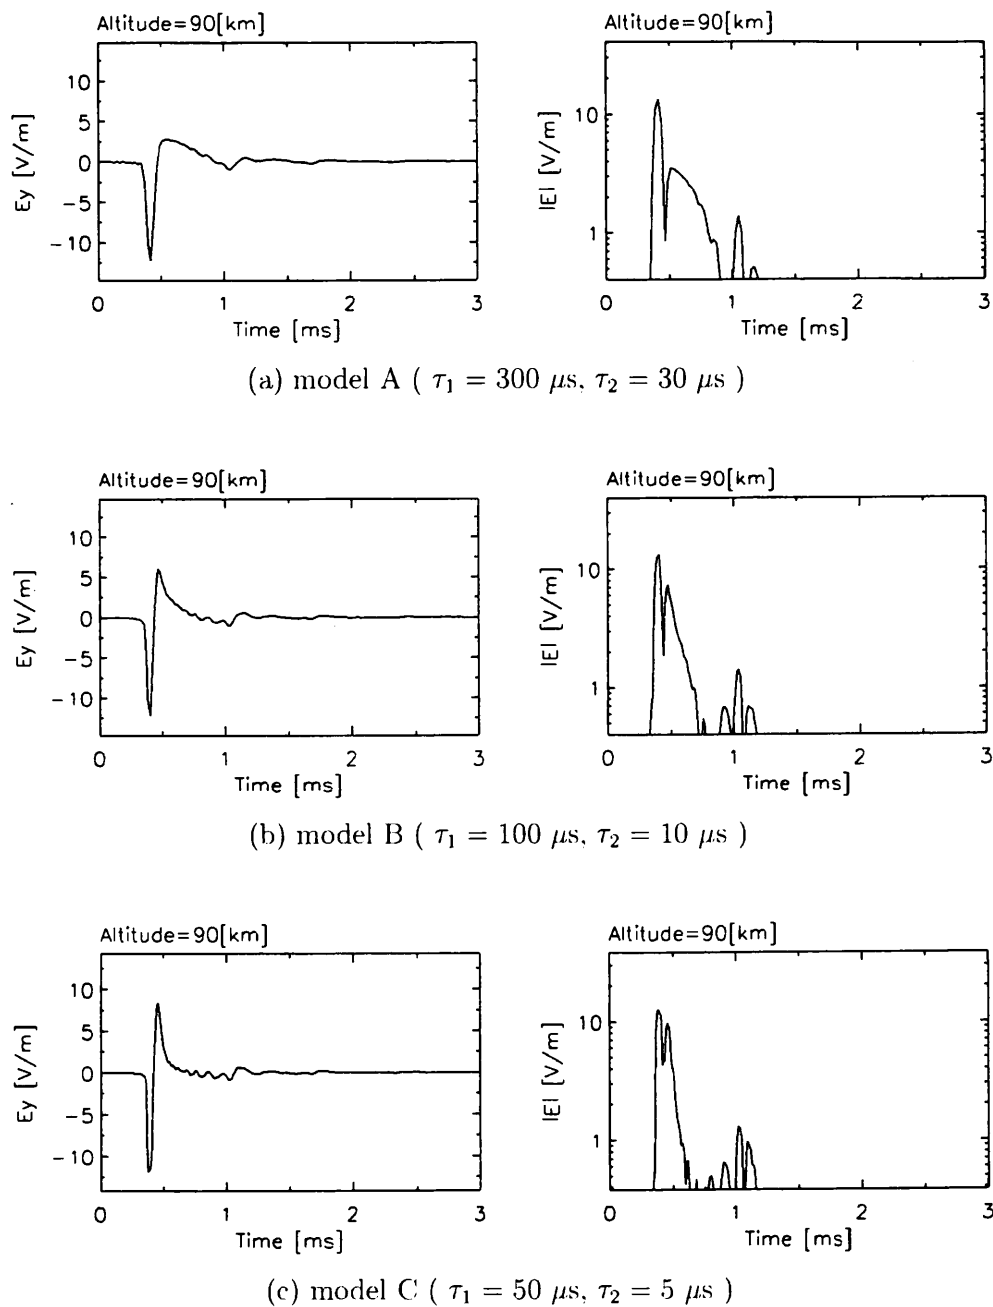 Altitude=90[km]
10
5
0
−5
−10
Ey [V/m]
0 1 2 3
Time [ms]
Altitude=90[km]
10
1
|E| [V/m]
0 1 2 3
Time [ms]
(a) model A ( τ₁ = 300 μs, τ₂ = 30 μs )
Altitude=90[km]
10
5
0
−5
−10
Ey [V/m]
0 1 2 3
Time [ms]
Altitude=90[km]
10
1
|E| [V/m]
0 1 2 3
Time [ms]
(b) model B ( τ₁ = 100 μs, τ₂ = 10 μs )
Altitude=90[km]
10
5
0
−5
−10
Ey [V/m]
0 1 2 3
Time [ms]
Altitude=90[km]
10
1
|E| [V/m]
0 1 2 3
Time [ms]
(c) model C ( τ₁ = 50 μs, τ₂ = 5 μs )